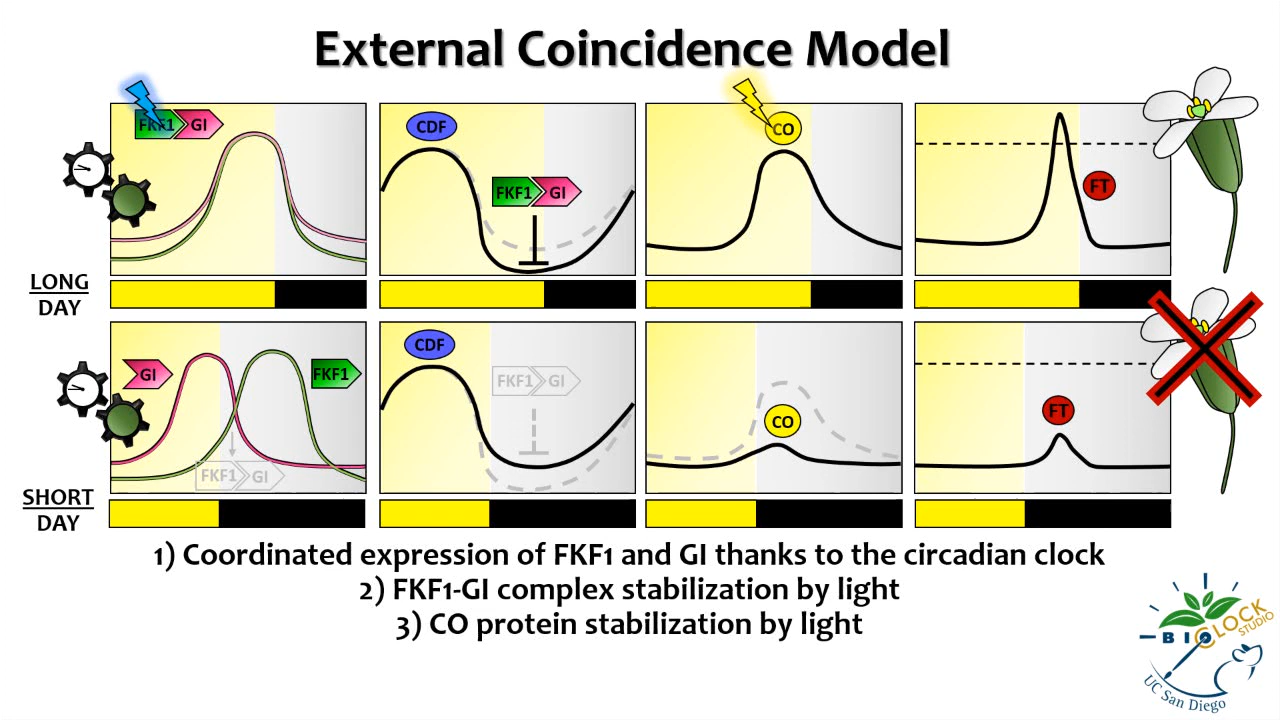 External Coincidence Model
FKF1 GI
CDF
FKF1 GI
CO
FT
LONG
DAY
GI
FKF1
FKF1 GI
CDF
FKF1 GI
CO
FT
SHORT
DAY
1) Coordinated expression of FKF1 and GI thanks to the circadian clock
2) FKF1-GI complex stabilization by light
3) CO protein stabilization by light
BIOCLOCK
STUDIO
UC San Diego